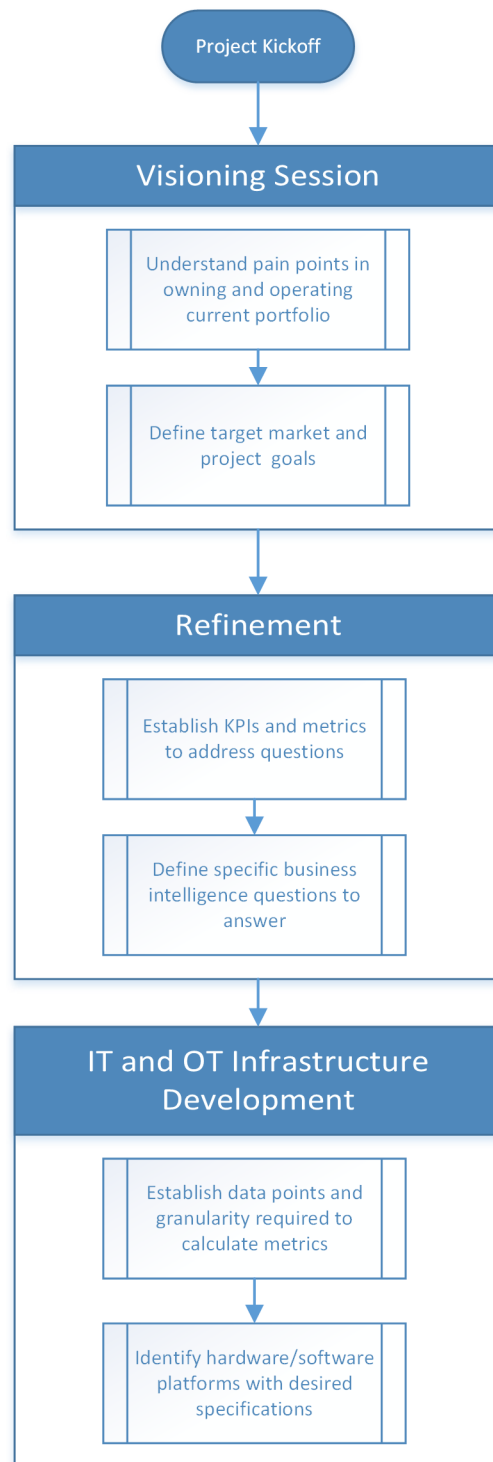 Project Kickoff
Visioning Session
Understand pain points in
owning and operating
current portfolio
Define target market and
project goals
Refinement
Establish KPIs and metrics
to address questions
Define specific business
intelligence questions to
answer
IT and OT Infrastructure
Development
Establish data points and
granularity required to
calculate metrics
Identify hardware/software
platforms with desired
specifications